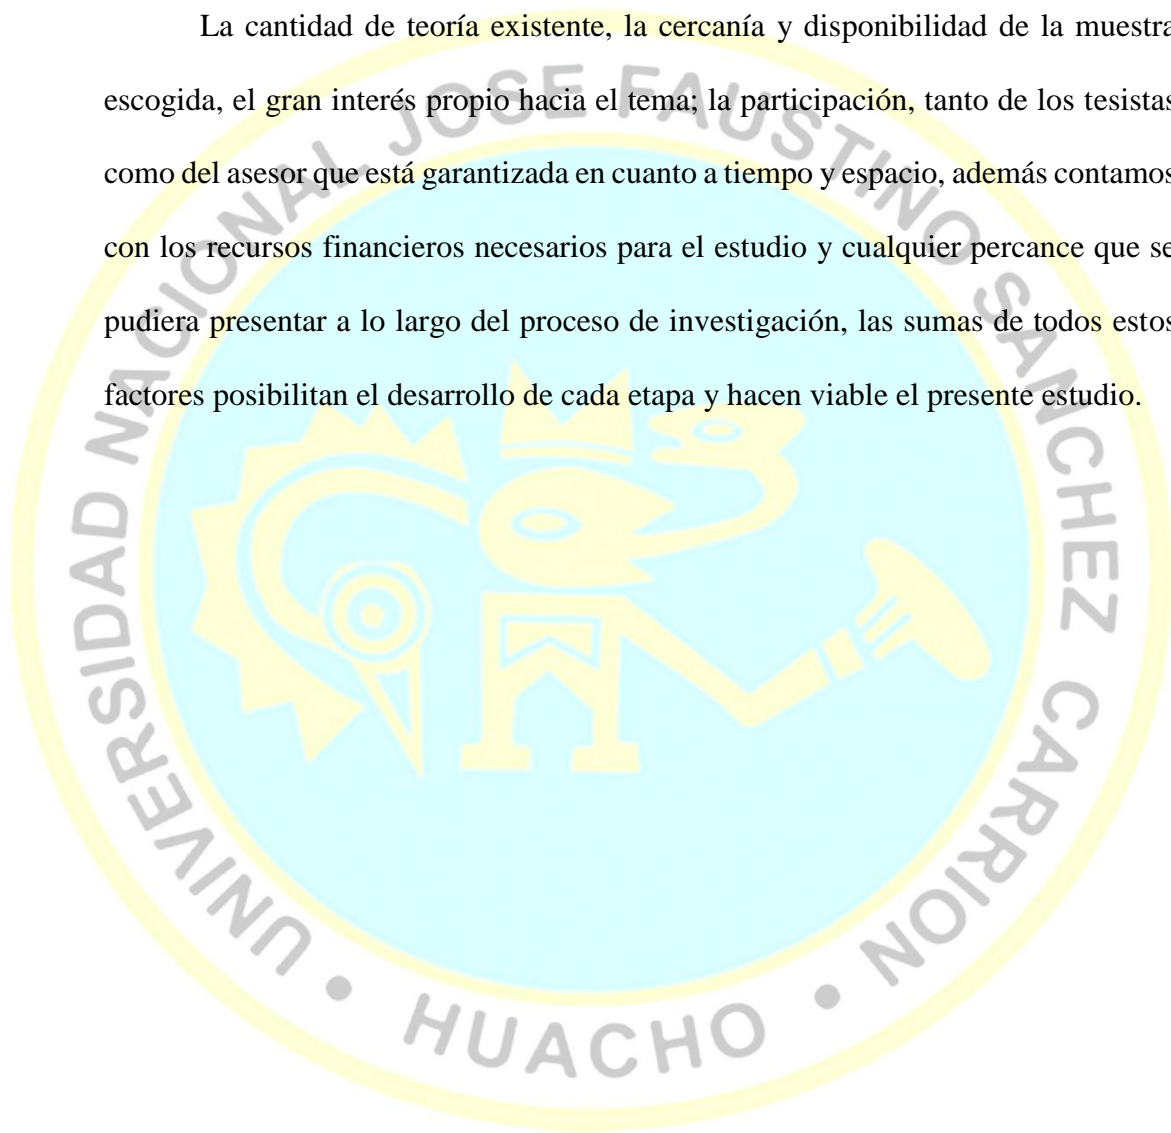 La cantidad de teoría existente, la cercanía y disponibilidad de la muestra
escogida, el gran interés propio hacia el tema; la participación, tanto de los tesistas
como del asesor que está garantizada en cuanto a tiempo y espacio, además contamos
con los recursos financieros necesarios para el estudio y cualquier percance que se
pudiera presentar a lo largo del proceso de investigación, las sumas de todos estos
factores posibilitan el desarrollo de cada etapa y hacen viable el presente estudio.
UNIVERSIDAD NACIONAL JOSE FAUSTINO SANCHEZ CARRION
• HUACHO •